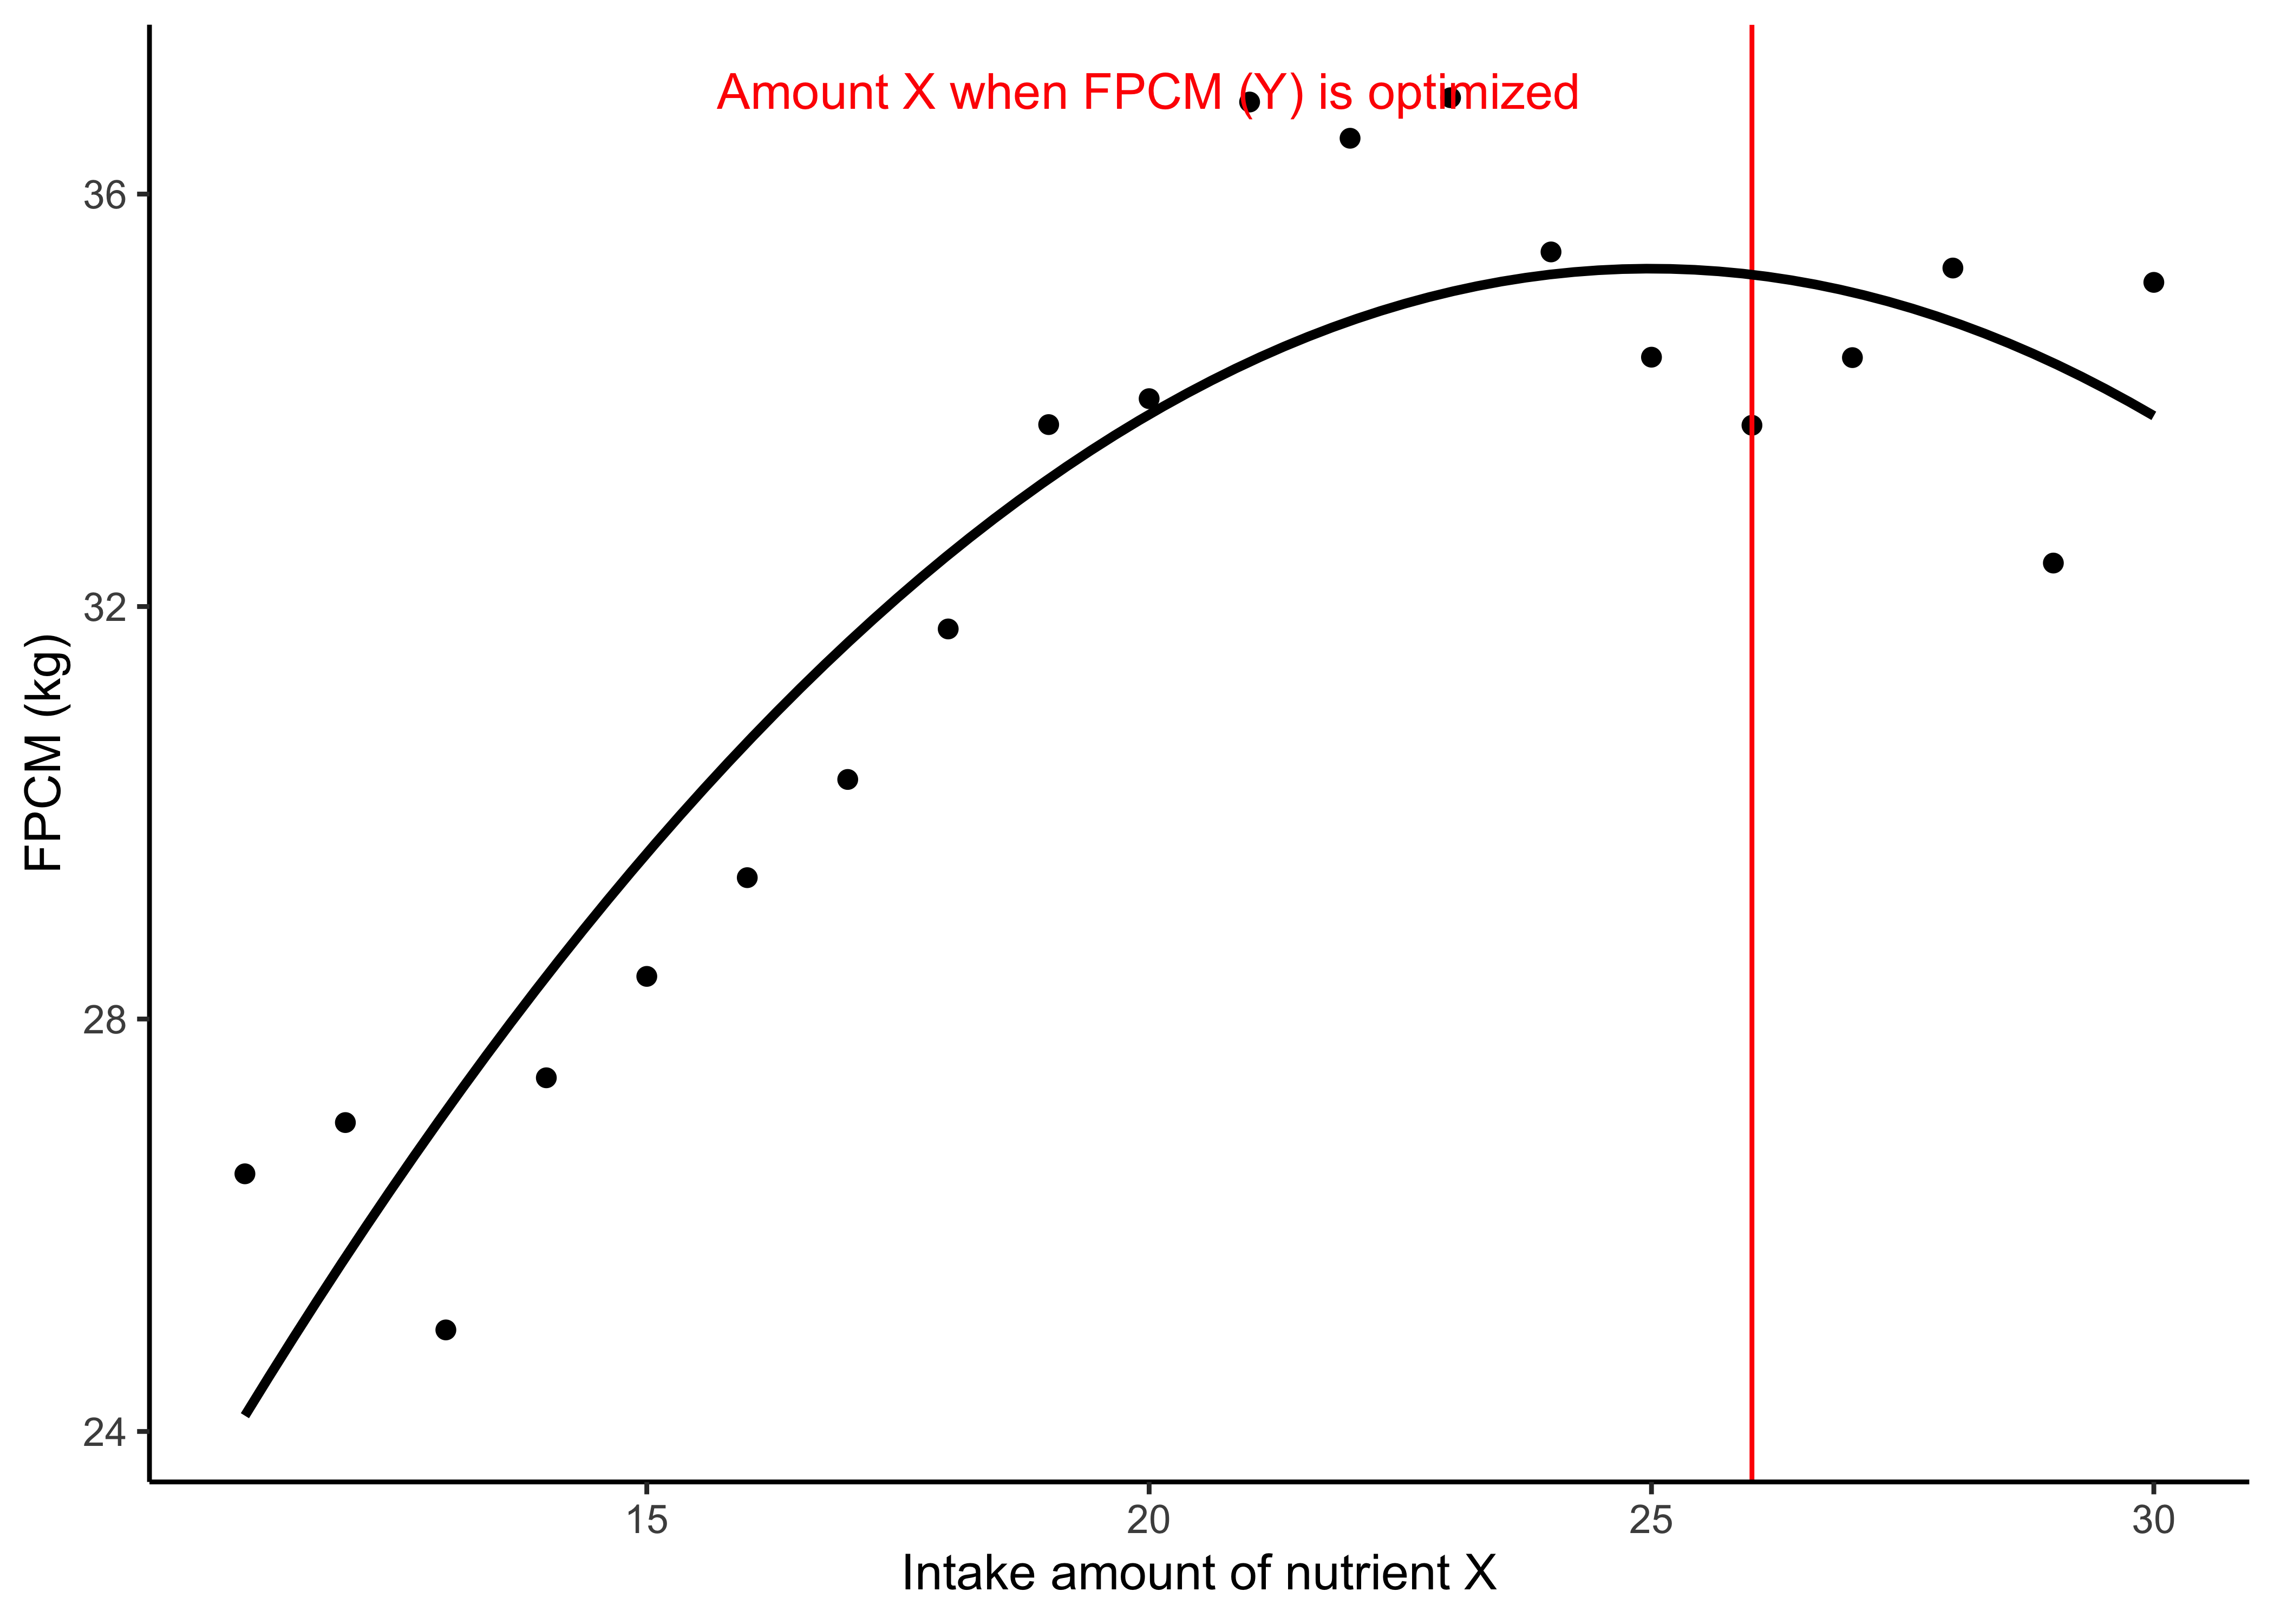 Amount X when FPCM (Y) is optimized
36
32
28
24
FPCM (kg)
15
20
25
30
Intake amount of nutrient X